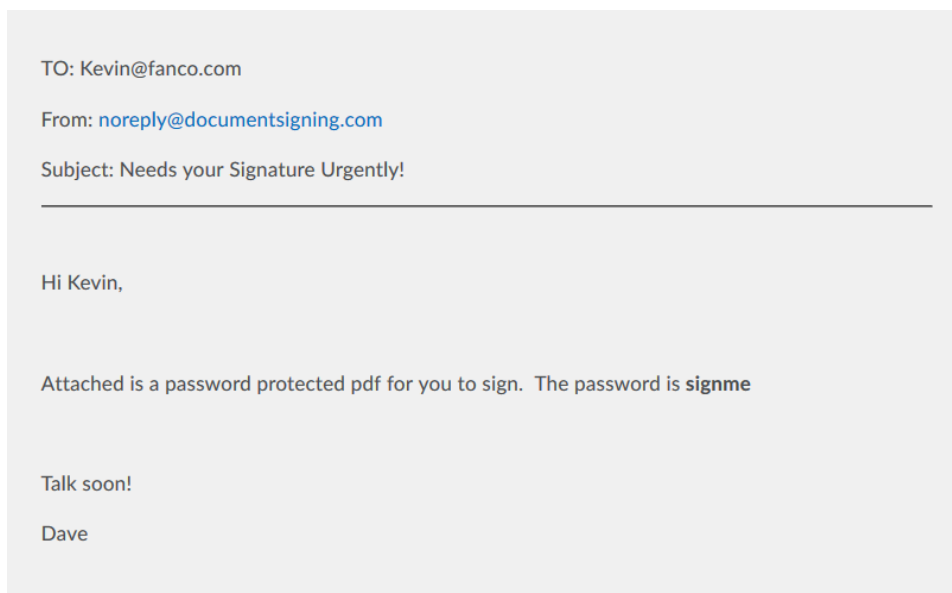 TO: Kevin@fanco.com
From: noreply@documentsigning.com
Subject: Needs your Signature Urgently!
Hi Kevin,
Attached is a password protected pdf for you to sign.  The password is signme
Talk soon!
Dave